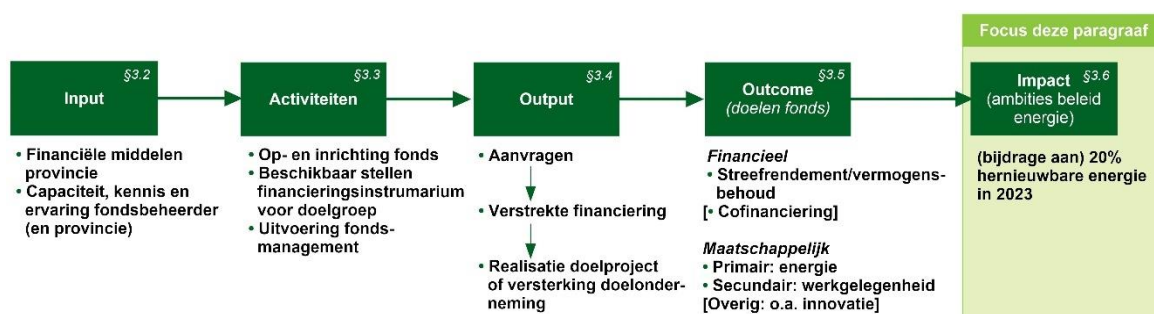 Focus deze paragraaf
§3.2
Input
• Financiële middelen
provincie
• Capaciteit, kennis en
ervaring fondsbeheerder
(en provincie)
§3.3
Activiteiten
• Op- en inrichting fonds
• Beschikbaar stellen
financieringsinstrumarium
voor doelgroep
• Uitvoering fonds-
management
§3.4
Output
• Aanvragen
• Verstrekte financiering
• Realisatie doelproject
of versterking doelonder-
neming
§3.5
Outcome
(doelen fonds)
Financieel
• Streefrendement/vermogens-
behoud
[• Cofinanciering]
Maatschappelijk
• Primair: energie
• Secundair: werkgelegenheid
[Overig: o.a. innovatie]
Impact §3.6
(ambities beleid
energie)
(bijdrage aan) 20%
hernieuwbare energie
in 2023